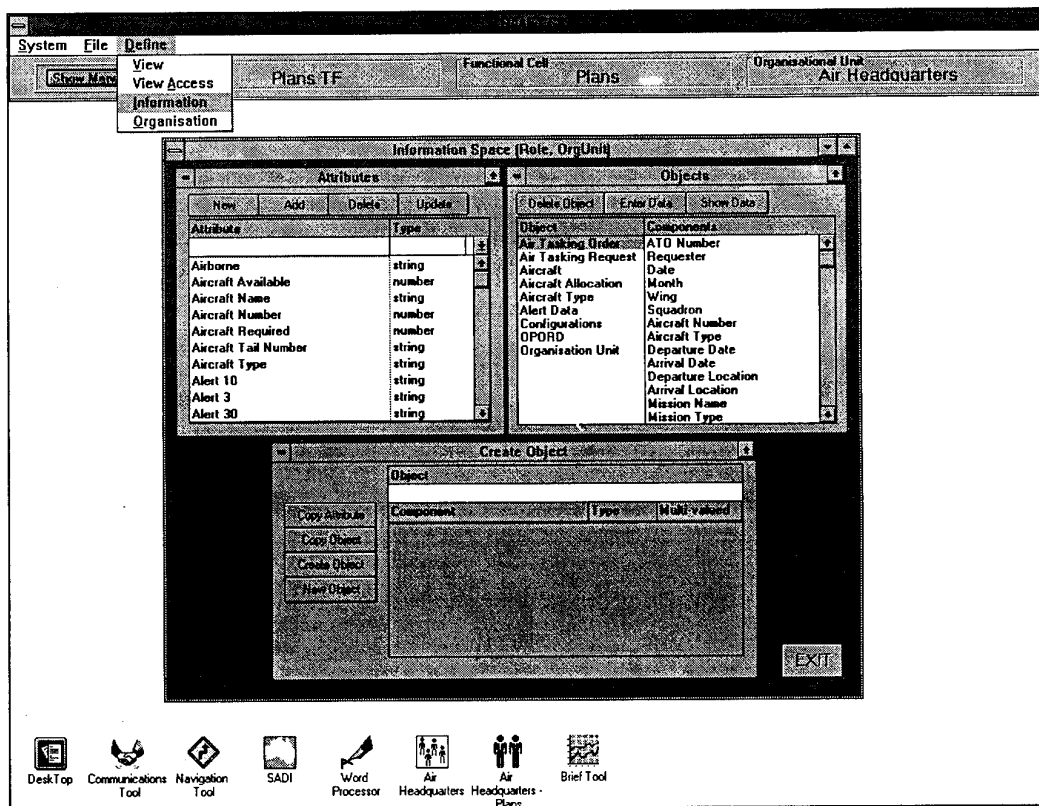 System File Define
View
View Access
Information
Organisation
Plans TF
Functional Cell
Plans
Organisational Unit
Air Headquarters
Information Space (Role, OrgUnit)
Attributes
New Add Delete Update
Attribute Type
Airborne string
Aircraft Available number
Aircraft Name string
Aircraft Number number
Aircraft Required number
Aircraft Tail Number string
Aircraft Type string
Alert 10 string
Alert 3 string
Alert 30 string
Objects
Delete Object Enter Data Show Data
Object Components
Air Tasking Order ATO Number
Air Tasking Request Requester
Aircraft Date
Aircraft Allocation Month
Aircraft Type Wing
Alert Data Squadron
Configurations Aircraft Number
OPORD Aircraft Type
Organisation Unit Departure Date
Arrival Date
Departure Location
Arrival Location
Mission Name
Mission Type
Create Object
Object
Component Type Multi-valued
Copy Attribute
Copy Object
Create Object
New Object
EXIT
DeskTop
Communications
Tool
Navigation
Tool
SADI
Word
Processor
Air
Headquarters
Air
Headquarters -
Plans
Brief Tool